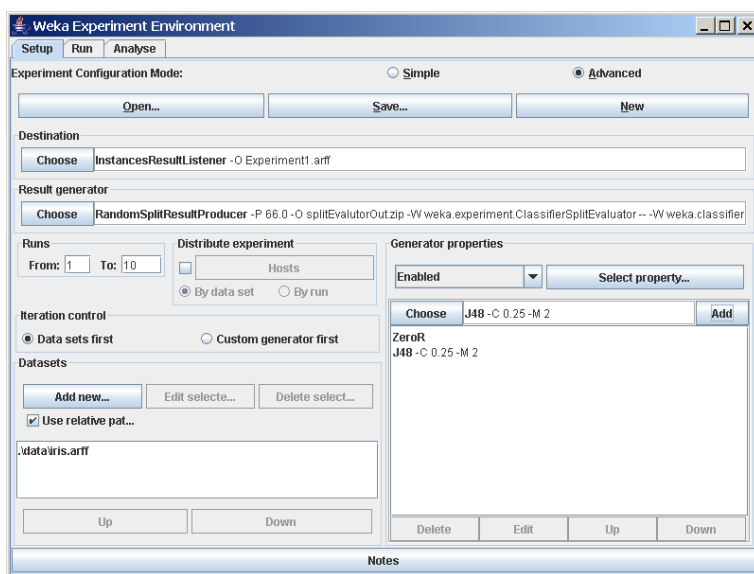 Weka Experiment Environment
Setup Run Analyse
Experiment Configuration Mode: Simple Advanced
Open... Save... New
Destination
Choose InstancesResultListener -O Experiment1.arff
Result generator
Choose RandomSplitResultProducer -P 66.0 -O splitEvalutorOut.zip -W weka.experiment.ClassifierSplitEvaluator -- -W weka.classifier
Runs
From: 1 To: 10
Distribute experiment
Hosts
By data set By run
Generator properties
Enabled Select property...
Choose J48 -C 0.25 -M 2 Add
ZeroR
J48 -C 0.25 -M 2
Iteration control
Data sets first Custom generator first
Datasets
Add new... Edit selecte... Delete select...
Use relative pat...
.\data\iris.arff
Up Down
Delete Edit Up Down
Notes